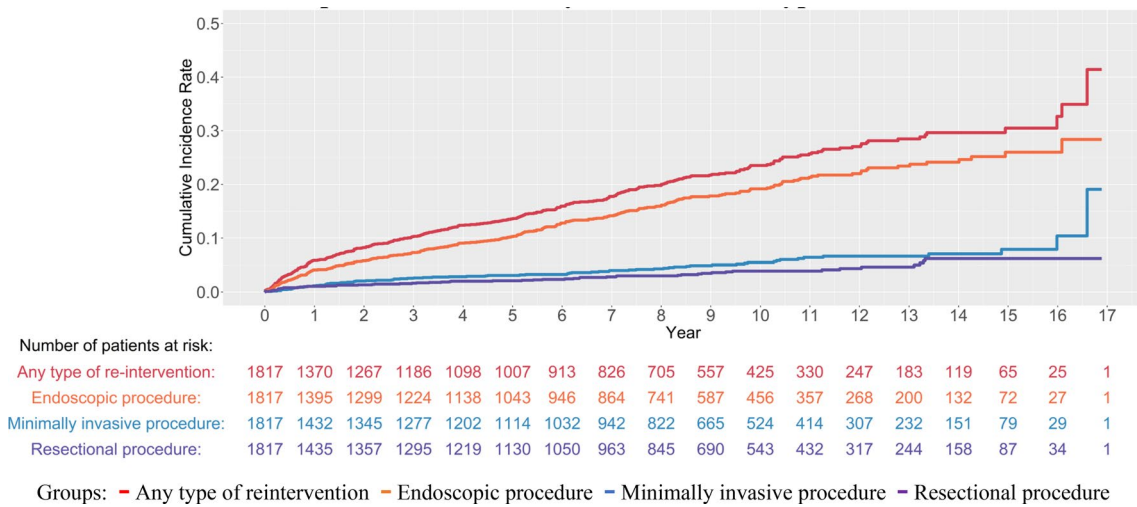 0.5
0.4
0.3
0.2
0.1
0.0
Cumulative Incidence Rate
0 1 2 3 4 5 6 7 8 9 10 11 12 13 14 15 16 17
Year
Number of patients at risk:
Any type of re-intervention: 1817 1370 1267 1186 1098 1007 913 826 705 557 425 330 247 183 119 65 25 1
Endoscopic procedure: 1817 1395 1299 1224 1138 1043 946 864 741 587 456 357 268 200 132 72 27 1
Minimally invasive procedure: 1817 1432 1345 1277 1202 1114 1032 942 822 665 524 414 307 232 151 79 29 1
Resectional procedure: 1817 1435 1357 1295 1219 1130 1050 963 845 690 543 432 317 244 158 87 34 1
Groups: Any type of reintervention Endoscopic procedure Minimally invasive procedure Resectional procedure